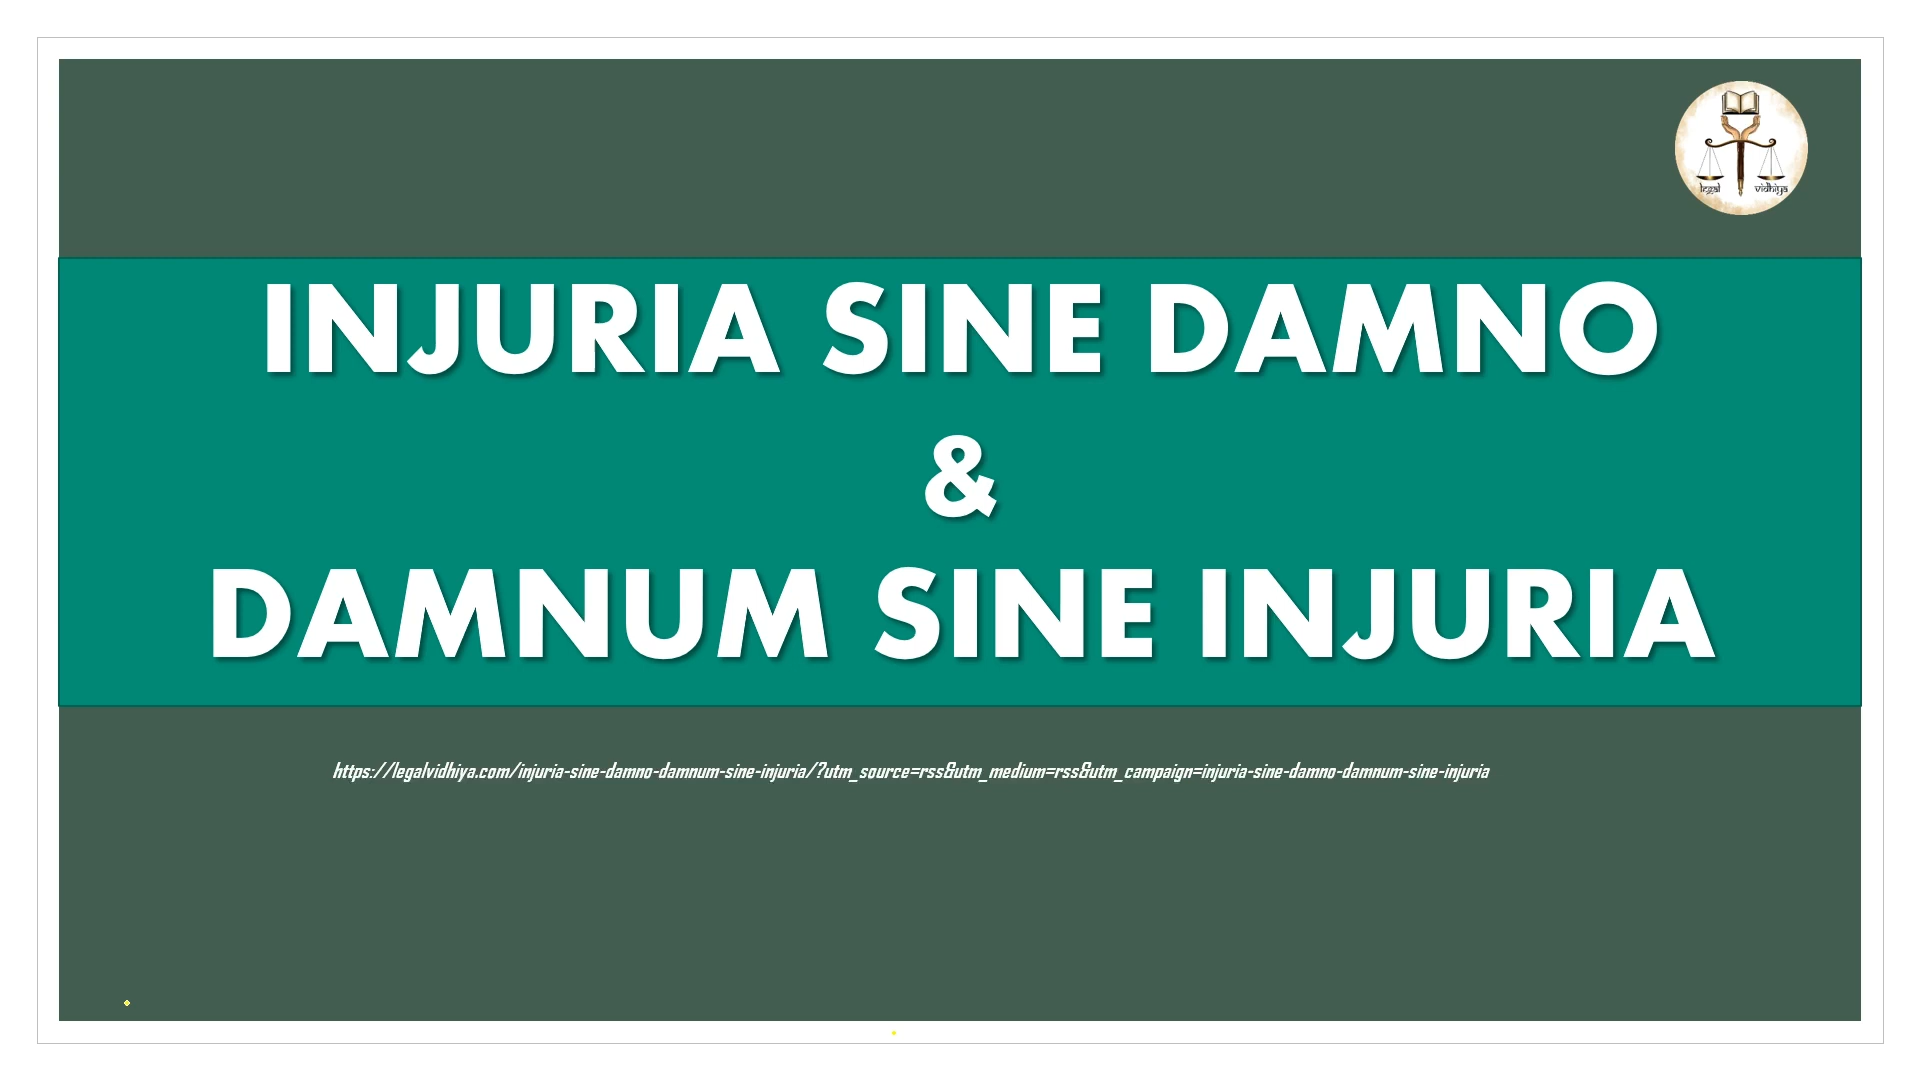 legal vidhiya
INJURIA SINE DAMNO
&
DAMNUM SINE INJURIA
https://legalvidhiya.com/injuria-sine-damno-damnum-sine-injuria/?utm_source=rss&utm_medium=rss&utm_campaign=injuria-sine-damno-damnum-sine-injuria